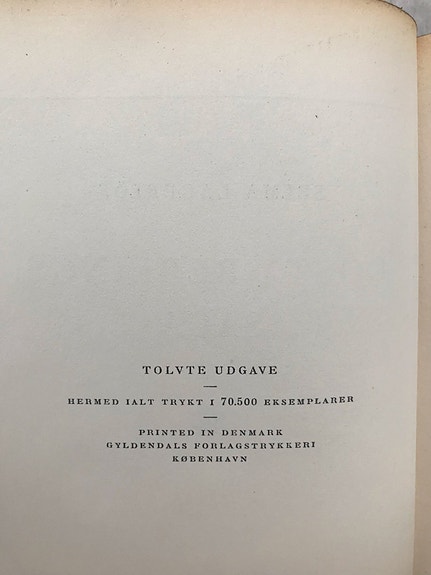 TOLVTE UDGAVE
HERMED IALT TRYKT I 70.500 EKSEMPLARER
PRINTED IN DENMARK
GYLDENDALS FORLAGSTRYKKERI
KØBENHAVN